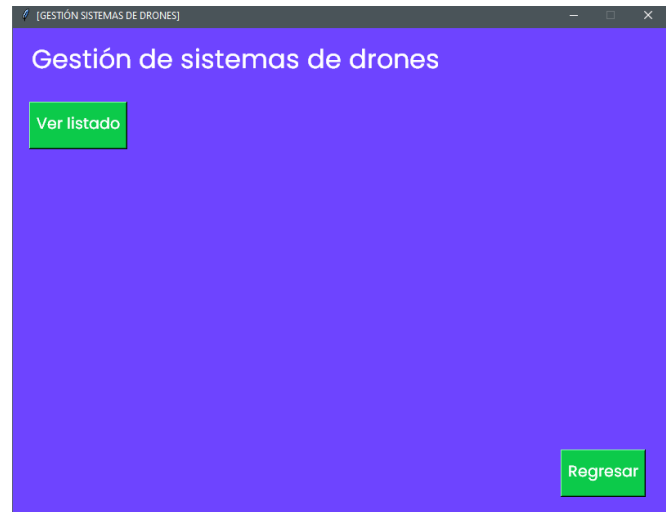 [GESTIÓN SISTEMAS DE DRONES]
Gestión de sistemas de drones
Ver listado
Regresar